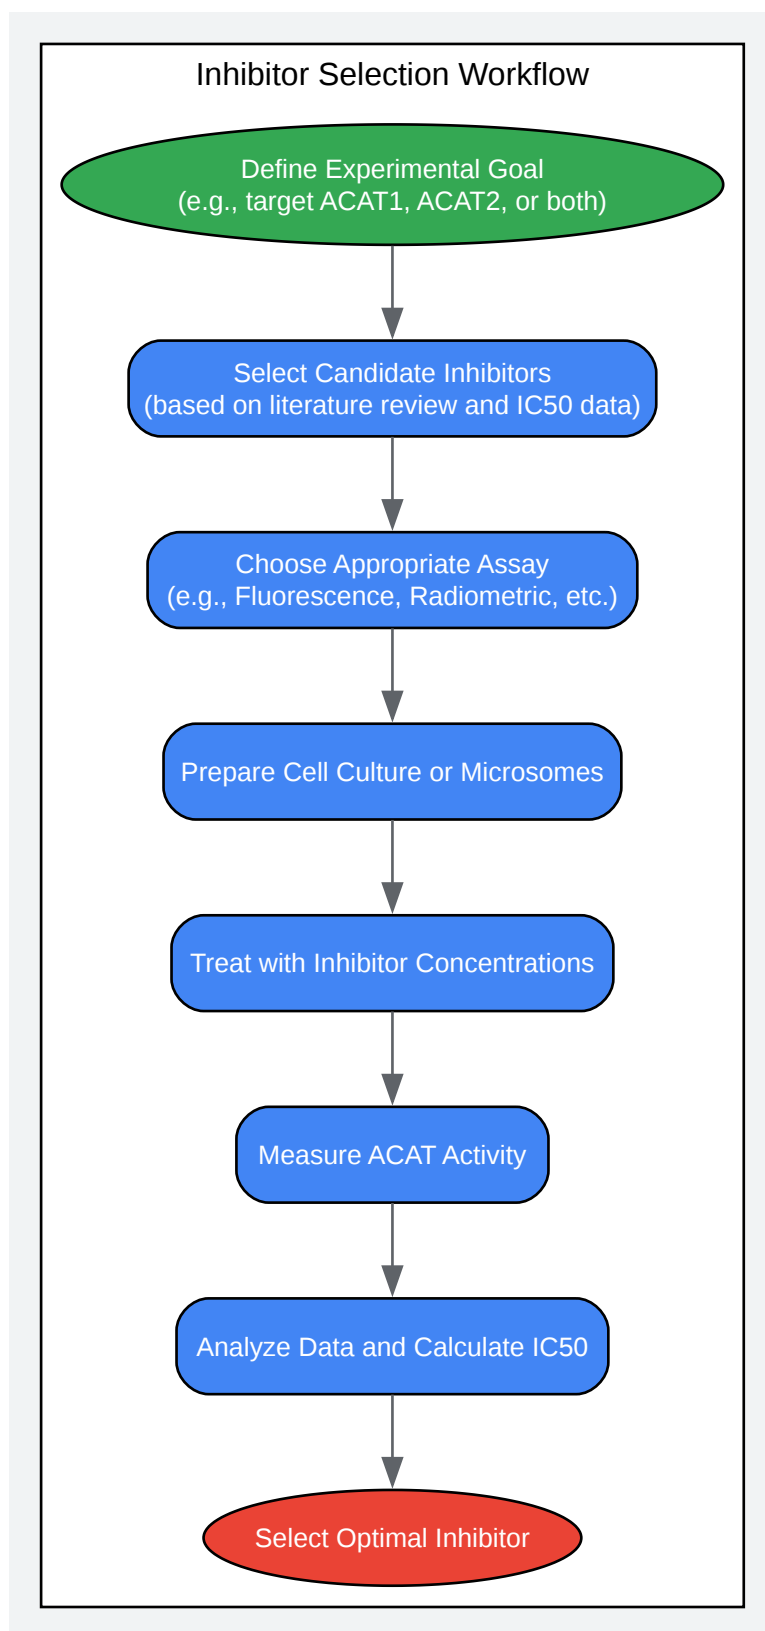 Inhibitor Selection Workflow
Define Experimental Goal
(e.g., target ACAT1, ACAT2, or both)
Select Candidate Inhibitors
(based on literature review and IC50 data)
Choose Appropriate Assay
(e.g., Fluorescence, Radiometric, etc.)
Prepare Cell Culture or Microsomes
Treat with Inhibitor Concentrations
Measure ACAT Activity
Analyze Data and Calculate IC50
Select Optimal Inhibitor